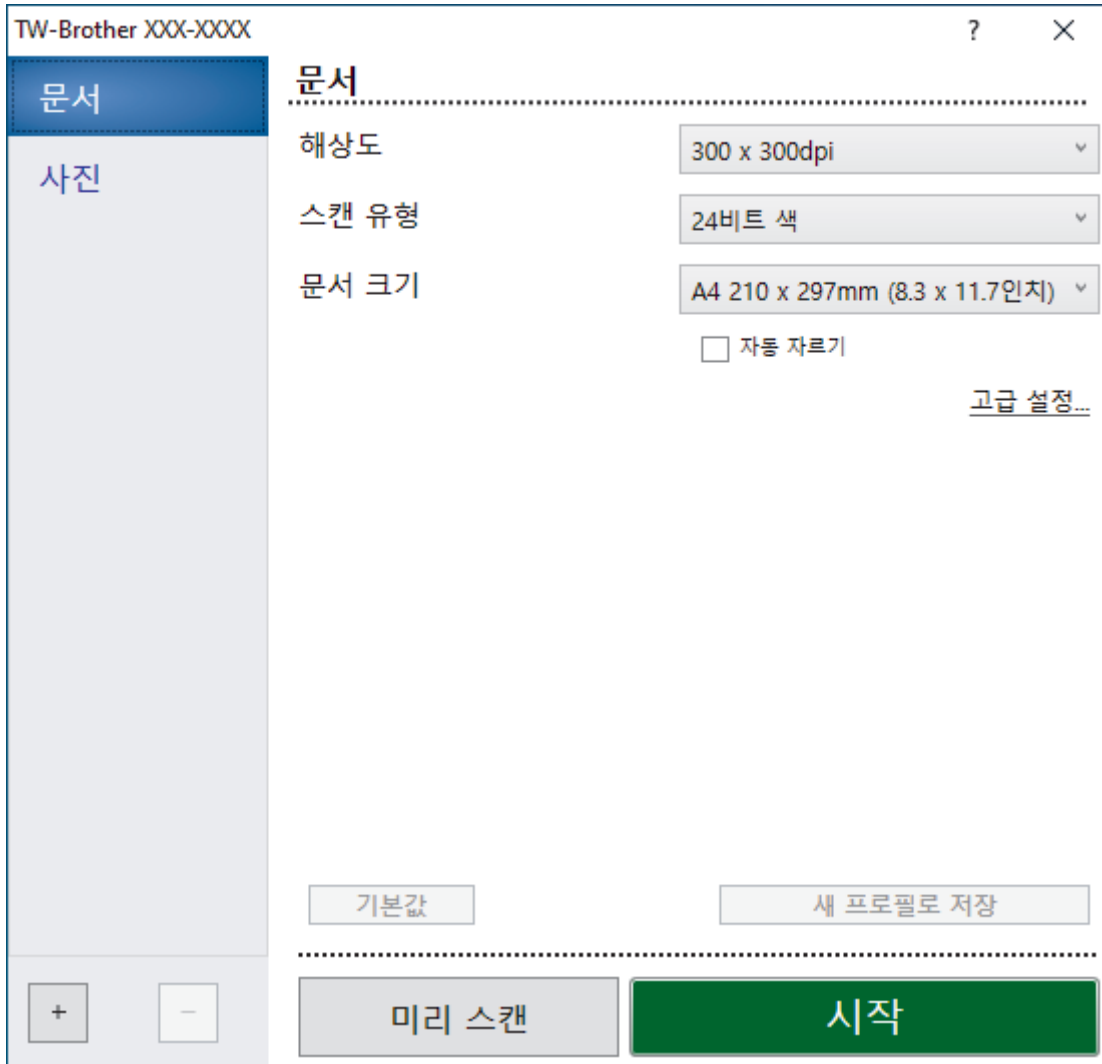 TW-Brother XXX-XXXX ?
문서
사진
문서
해상도 300 x 300dpi
스캔 유형 24비트 색
문서 크기 A4 210 x 297mm (8.3 x 11.7인치)
자동 자르기
고급 설정...
기본값 새 프로필로 저장
+ − 미리 스캔 시작